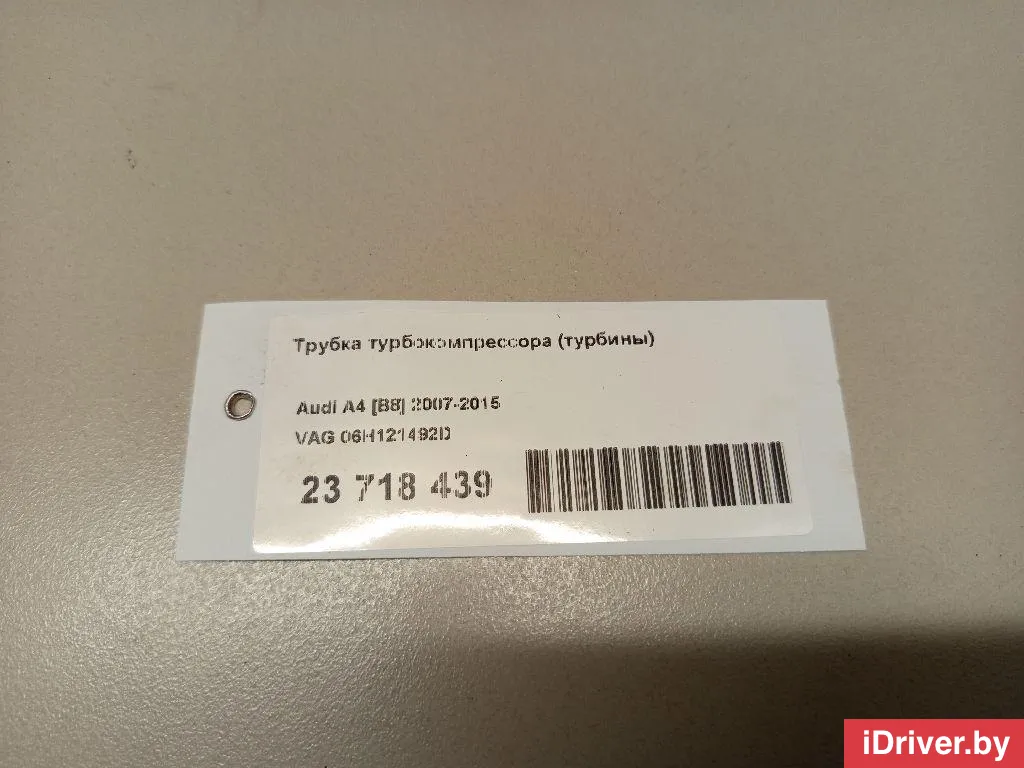 Трубка турбокомпрессора (турбины)
Audi A4 [B8] 2007-2015
VAG 06H121492D
23 718 439
iDriver.by